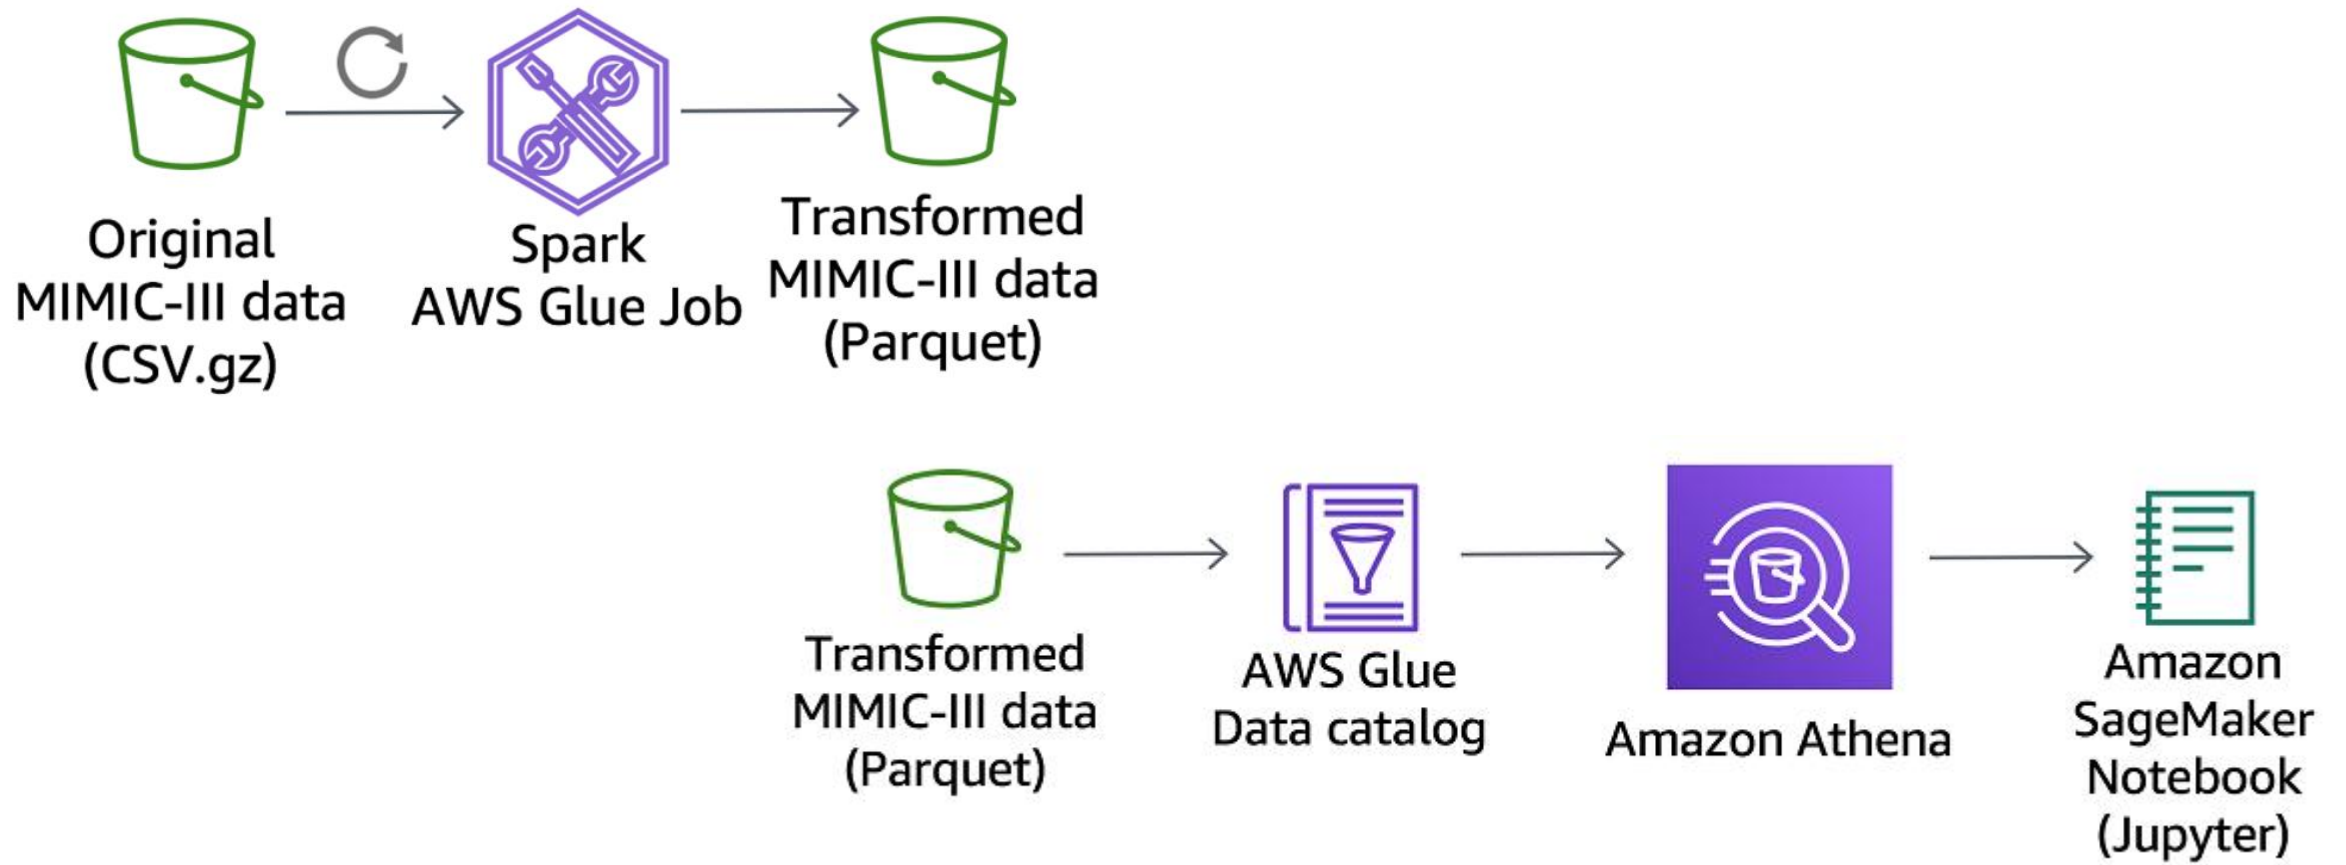 Original
MIMIC-III data
(CSV.gz)
Spark
AWS Glue Job
Transformed
MIMIC-III data
(Parquet)
Transformed
MIMIC-III data
(Parquet)
AWS Glue
Data catalog
Amazon Athena
Amazon
SageMaker
Notebook
(Jupyter)